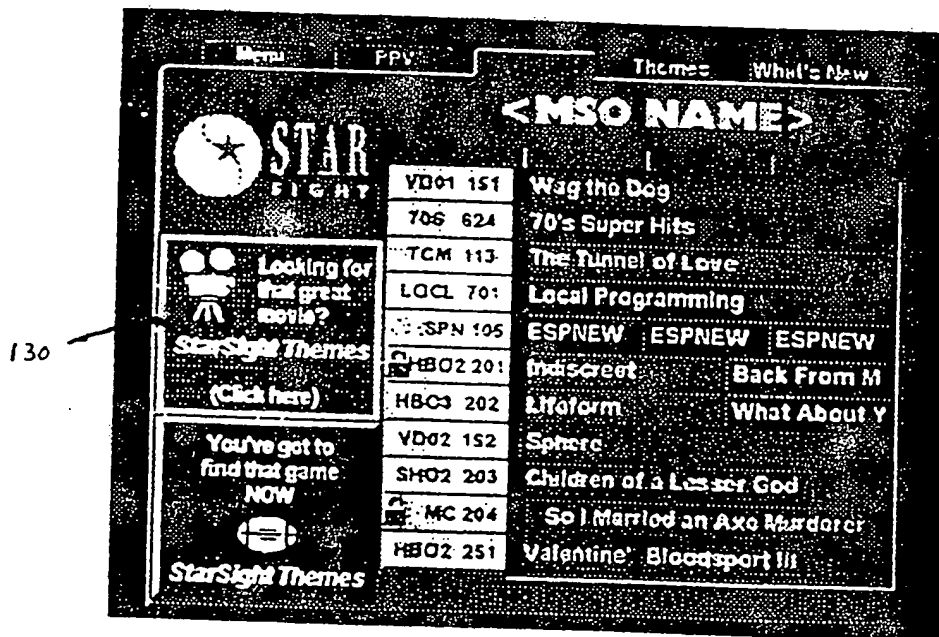 Menu PPV Themes What's New
<MSO NAME>
STAR
SIGHT
VD01 151 Wag the Dog
70S 624 70's Super Hits
TCM 113 The Tunnel of Love
LOCL 701 Local Programming
SPN 105 ESPNEW ESPNEW ESPNEW
HBO2 201 Indiscreet Back From M
HBO3 202 Lifeform What About Y
VD02 152 Sphere
SHO2 203 Children of a Lesser God
MC 204 So I Married an Axe Murderer
HBO2 251 Valentine' Bloodsport III
Looking for
that great
movie?
StarSight Themes
(Click here)
You've got to
find that game
NOW
StarSight Themes
130